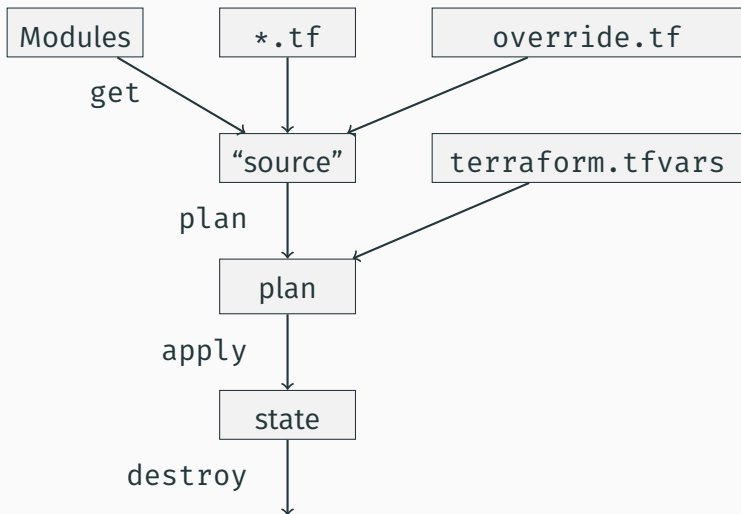 Modules
*.tf
override.tf
get
“source”
terraform.tfvars
plan
plan
apply
state
destroy